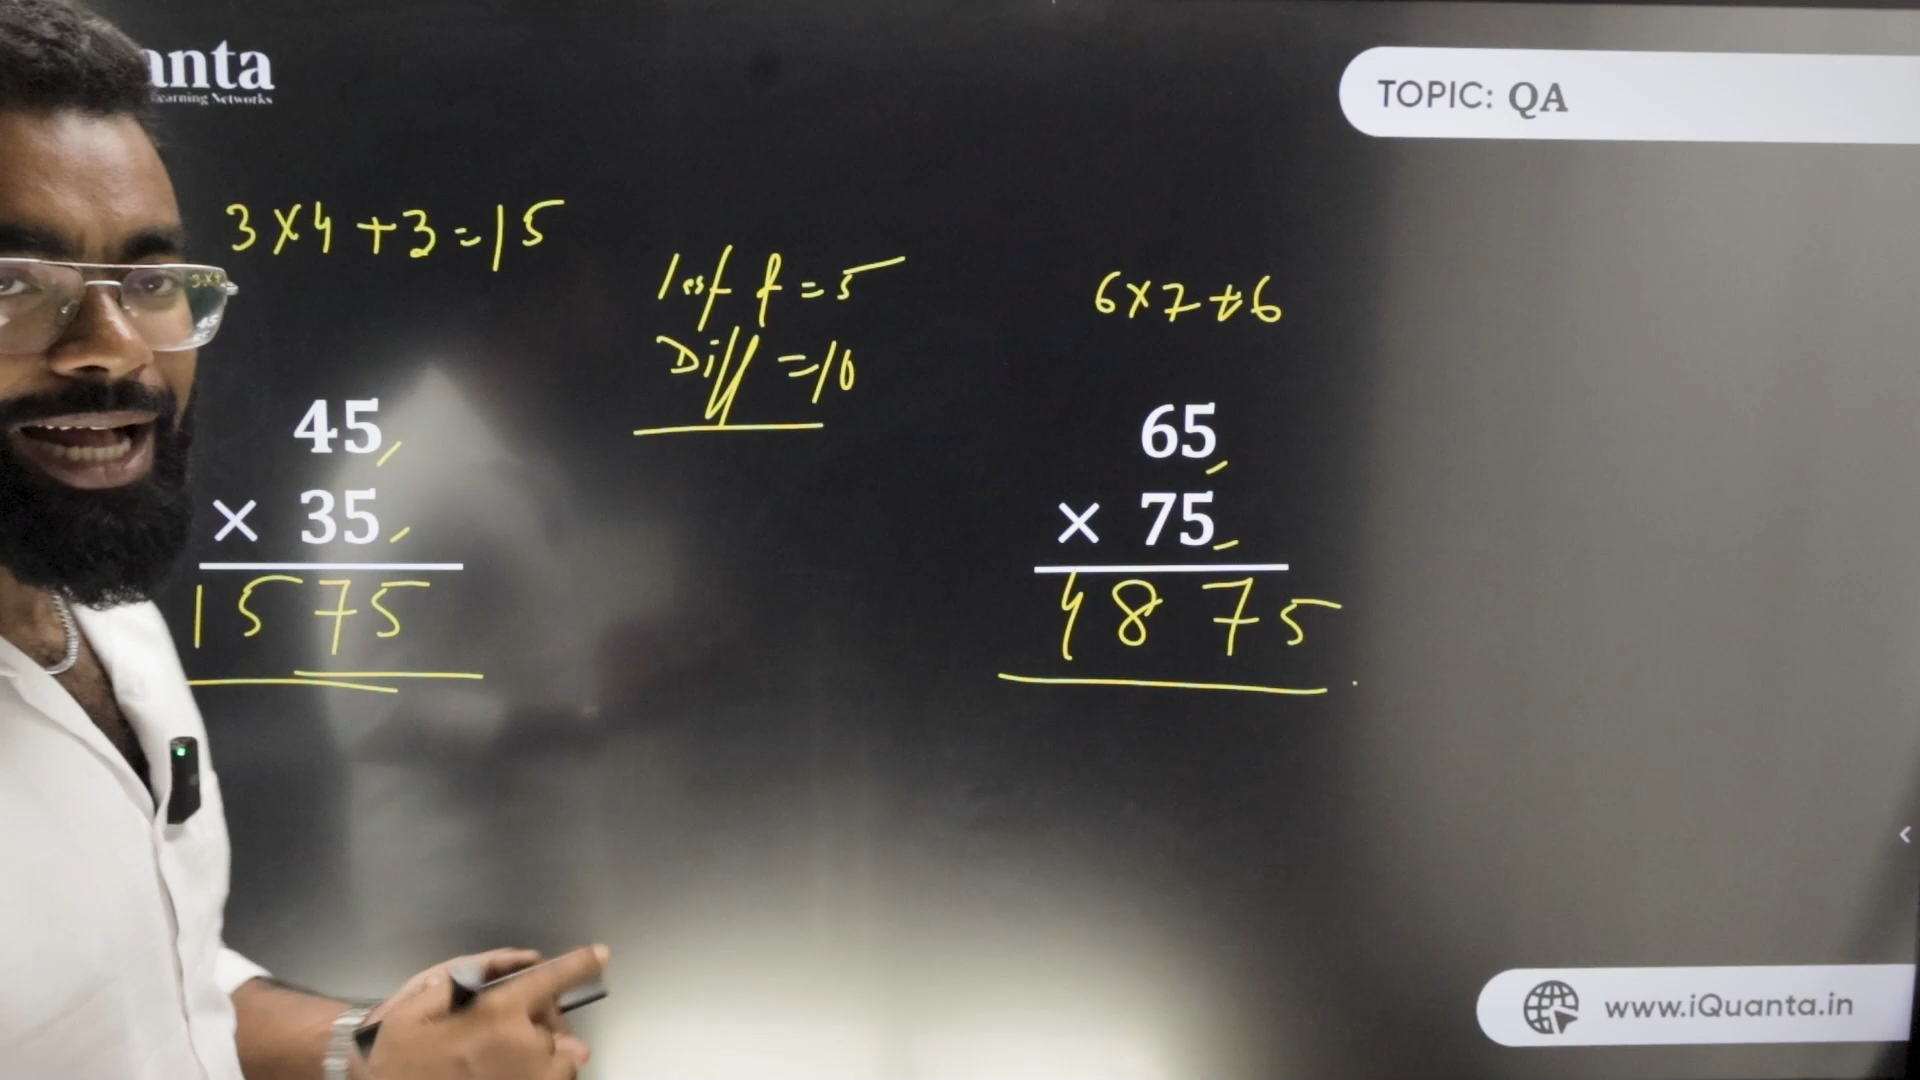 anta
Learning Networks
TOPIC: QA
3×4+3=15
f=5
Diff=10
6×7+6
45
× 35
1575
65
× 75
4875
www.iQuanta.in